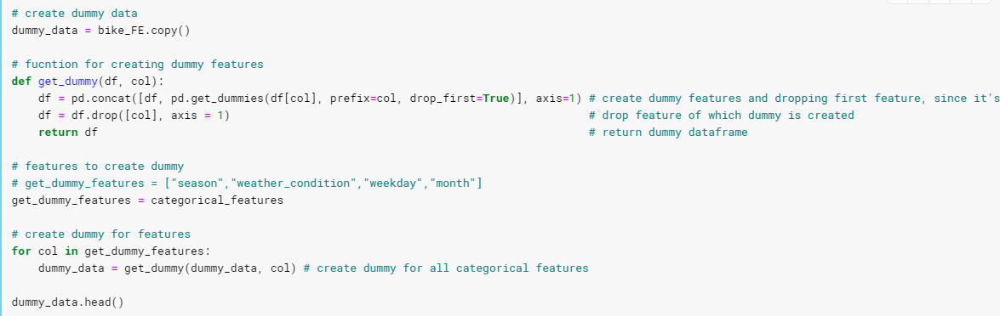 # create dummy data
dummy_data = bike_FE.copy()
# fucntion for creating dummy features
def get_dummy(df, col):
df = pd.concat([df, pd.get_dummies(df[col], prefix=col, drop_first=True)], axis=1) # create dummy features and dropping first feature, since it's
df = df.drop([col], axis = 1) # drop feature of which dummy is created
return df # return dummy dataframe
# features to create dummy
# get_dummy_features = ["season","weather_condition","weekday","month"]
get_dummy_features = categorical_features
# create dummy for features
for col in get_dummy_features:
dummy_data = get_dummy(dummy_data, col) # create dummy for all categorical features
dummy_data.head()